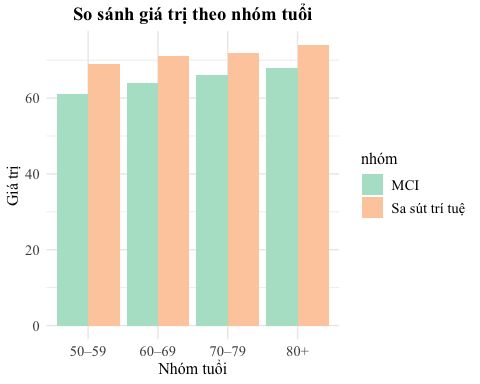 So sánh giá trị theo nhóm tuổi
Giá trị
60
40
20
0
50–59 60–69 70–79 80+
Nhóm tuổi
nhóm
MCI
Sa sút trí tuệ